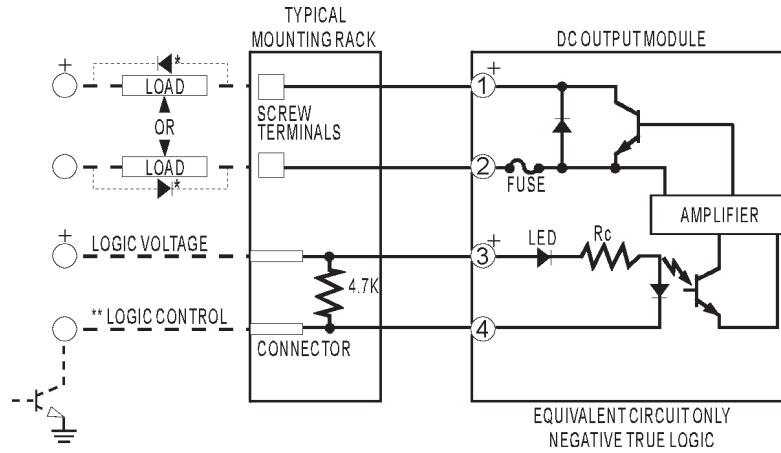 TYPICAL
MOUNTING RACK
DC OUTPUT MODULE
+
*
LOAD
OR
LOAD
*
SCREW
TERMINALS
1
+
2
FUSE
AMPLIFIER
+
LOGIC VOLTAGE
3
+
LED
Rc
4.7K
** LOGIC CONTROL
CONNECTOR
4
EQUIVALENT CIRCUIT ONLY
NEGATIVE TRUE LOGIC